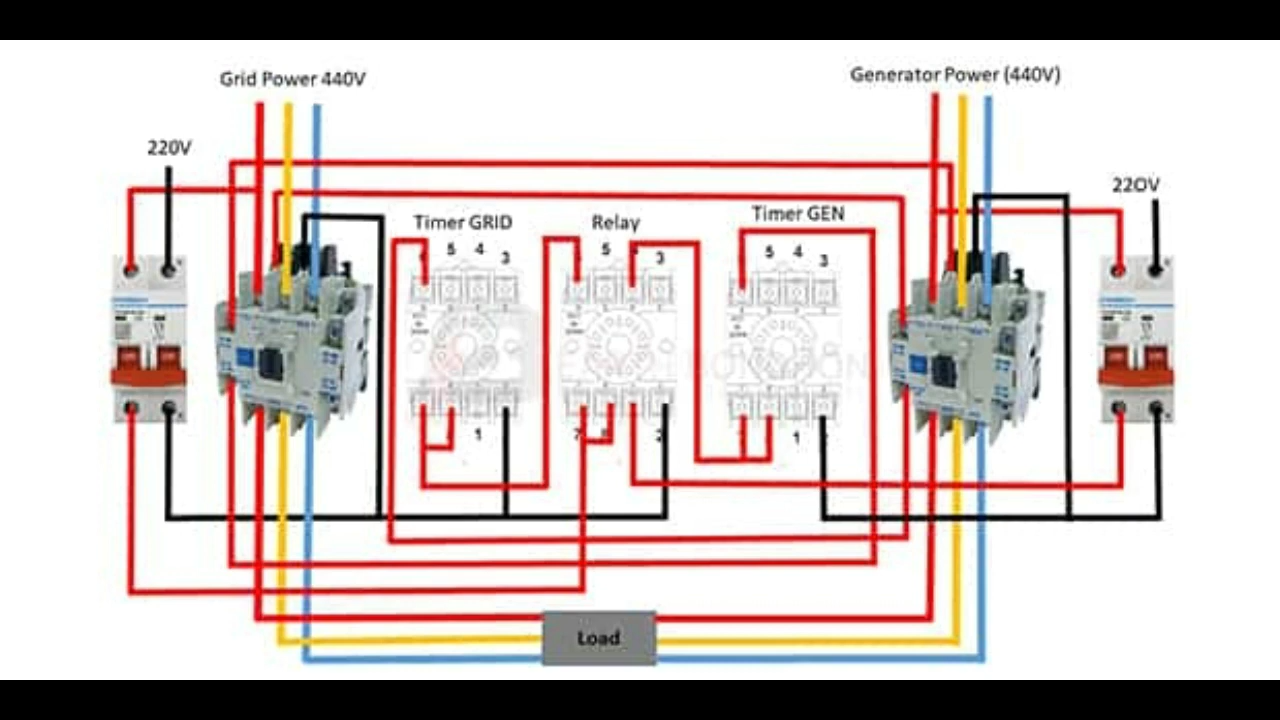 Grid Power 440V
Generator Power (440V)
220V
22OV
Timer GRID
Relay
Timer GEN
5 4 3
5 3
5 4 3
1
7 2
1
Load